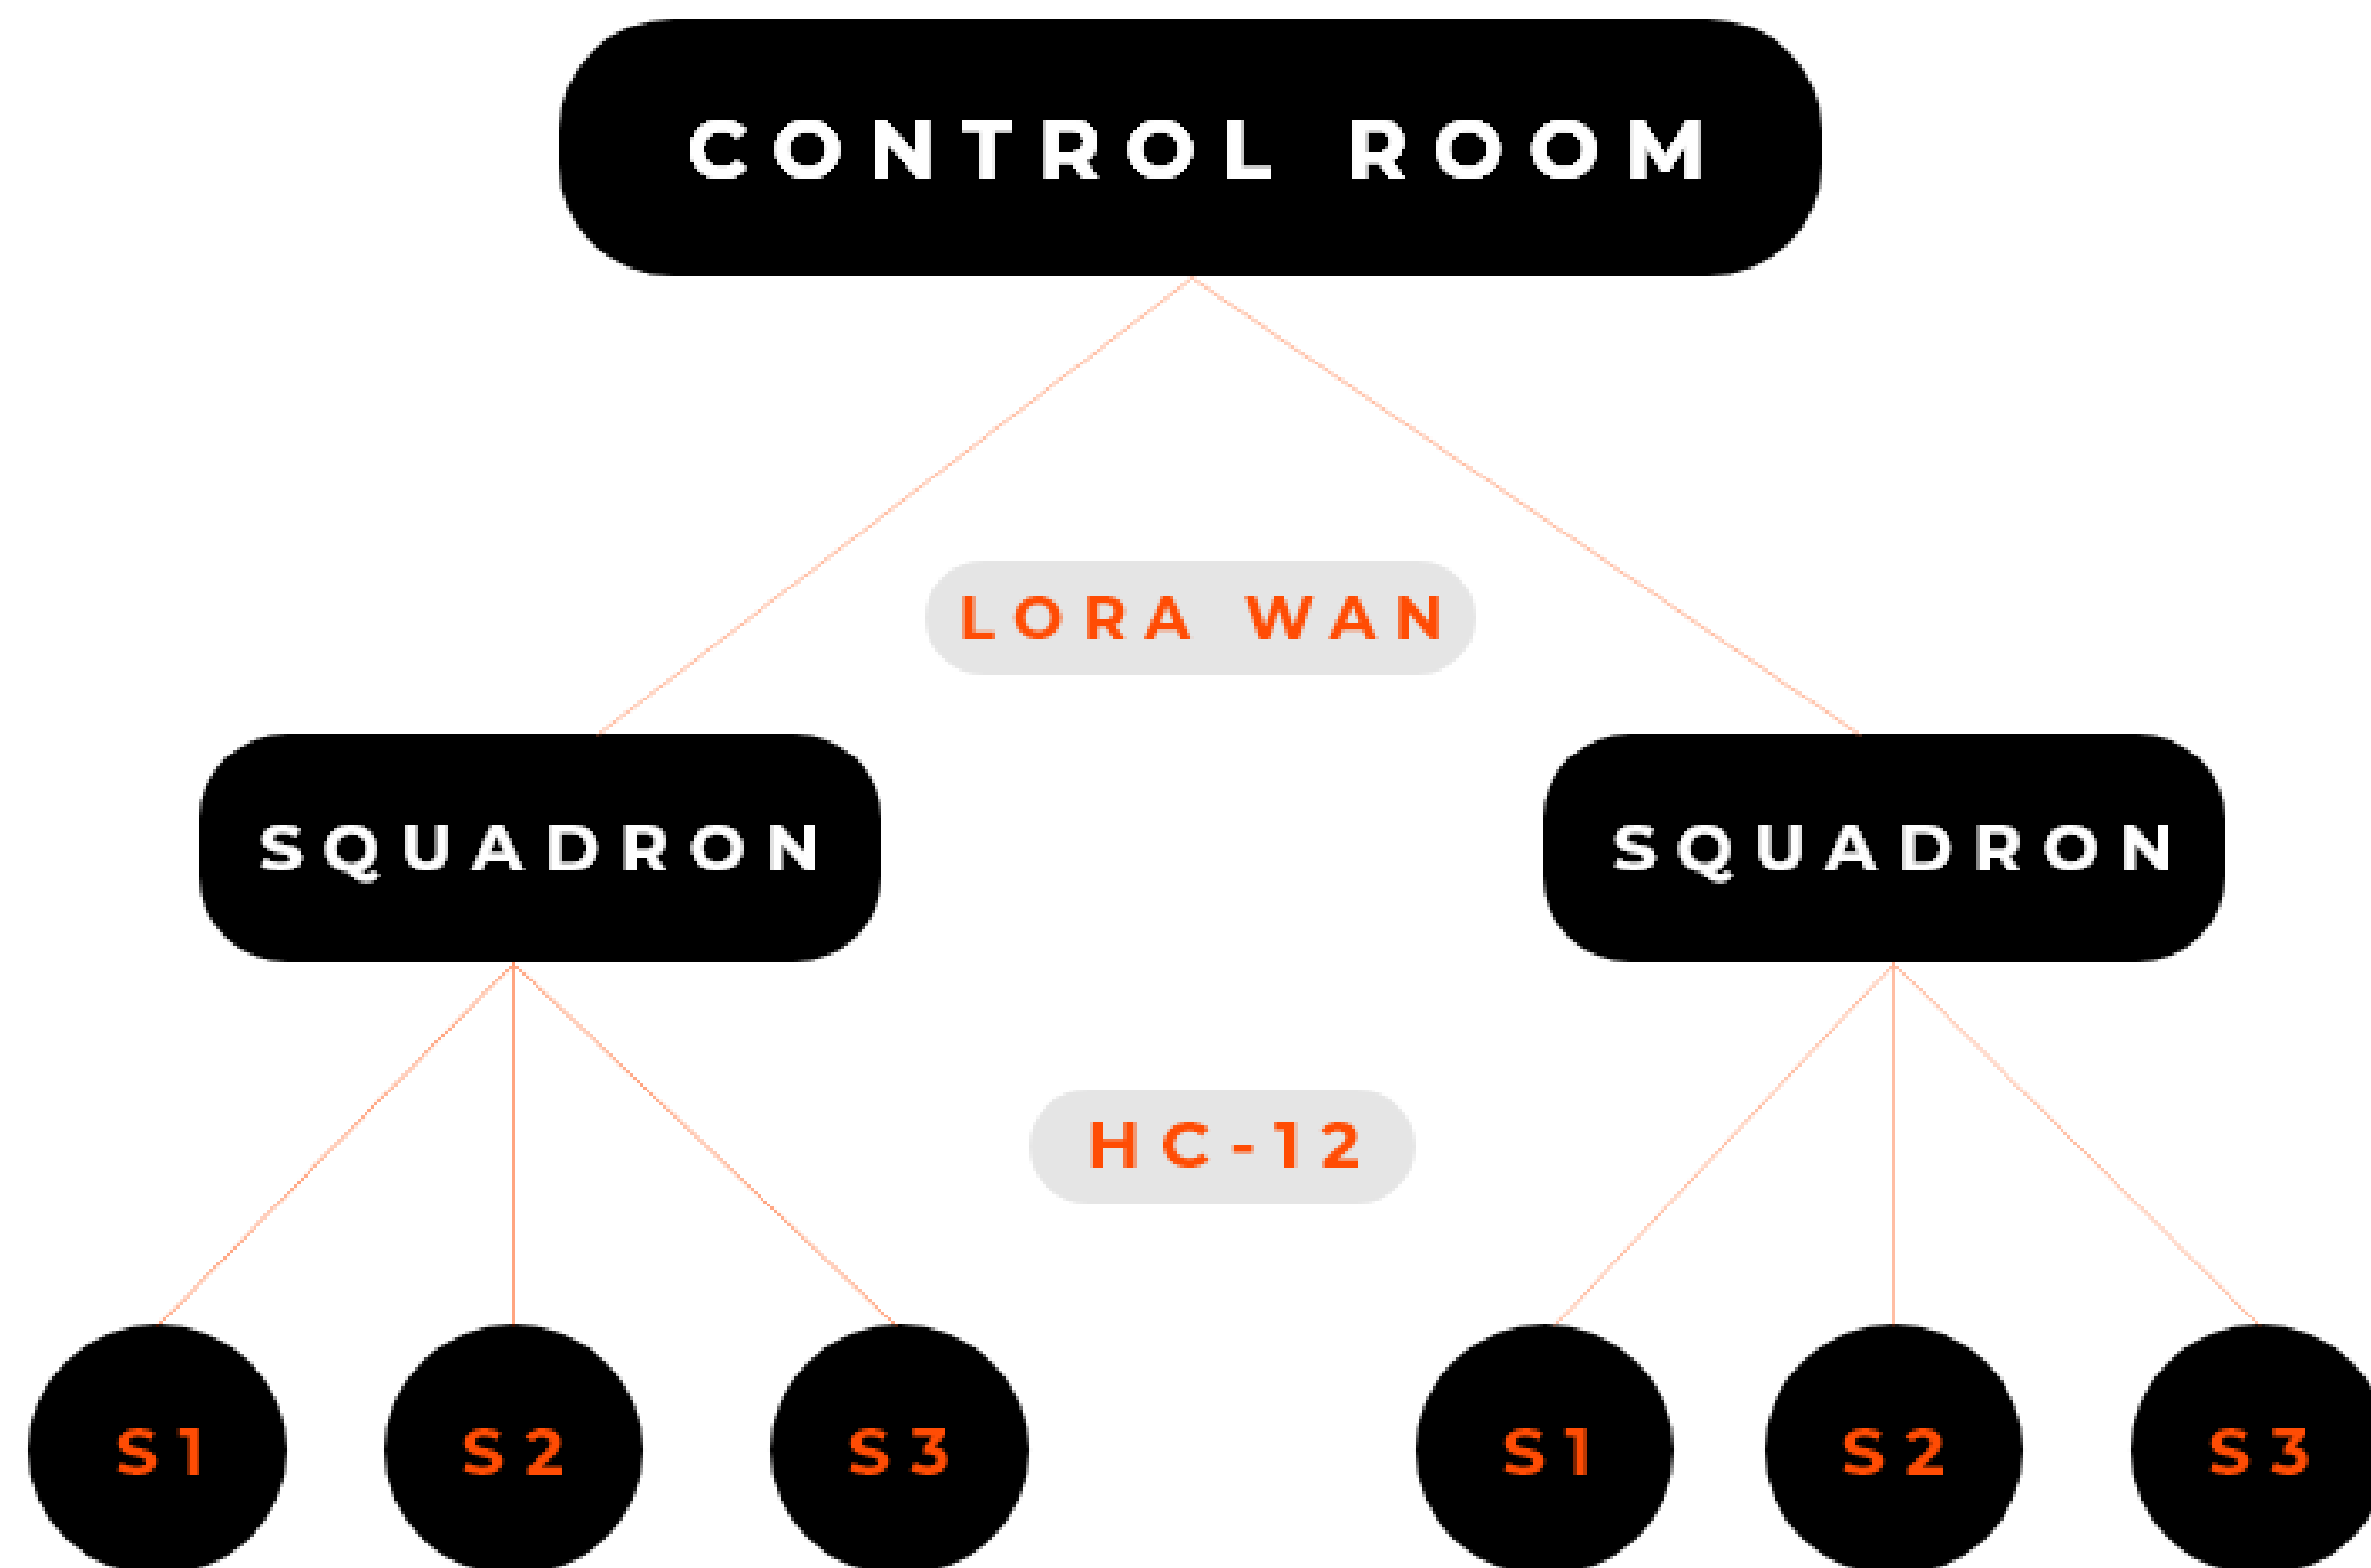 CONTROL ROOM
LORA WAN
SQUADRON
SQUADRON
HC-12
S1
S2
S3
S1
S2
S3